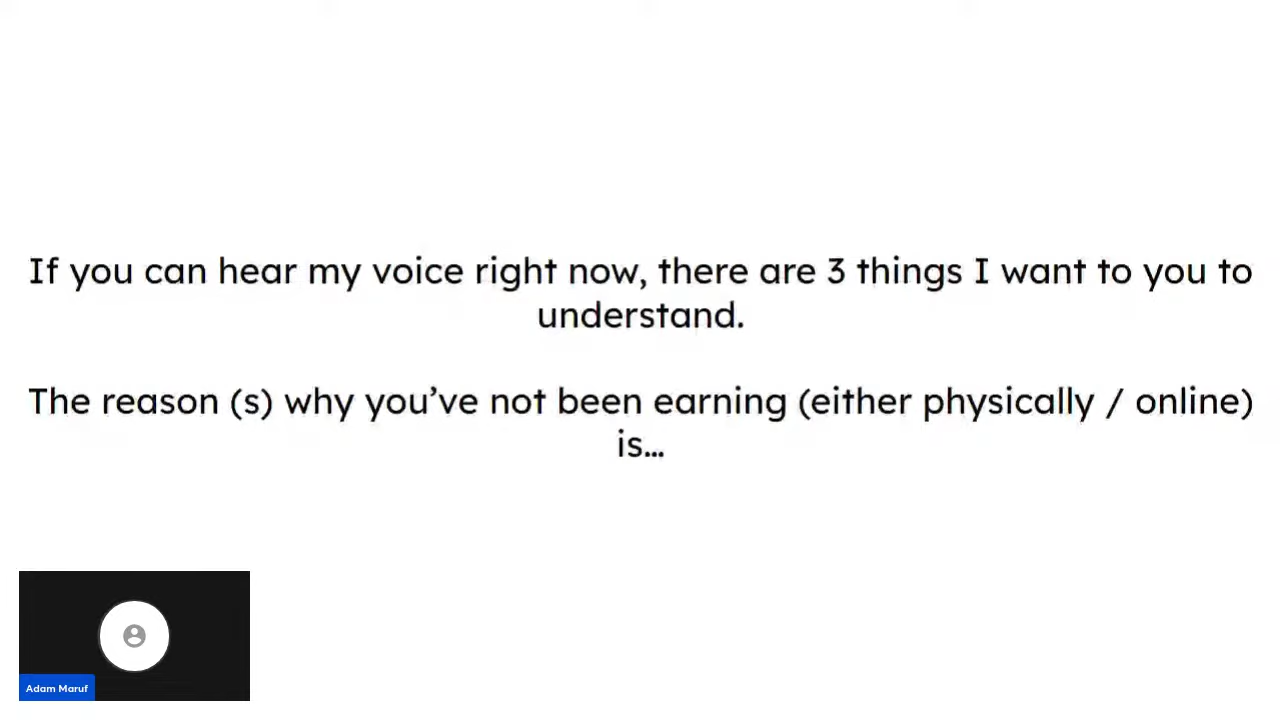 If you can hear my voice right now, there are 3 things I want to you to
understand.
The reason (s) why you’ve not been earning (either physically / online)
is...
Adam Maruf